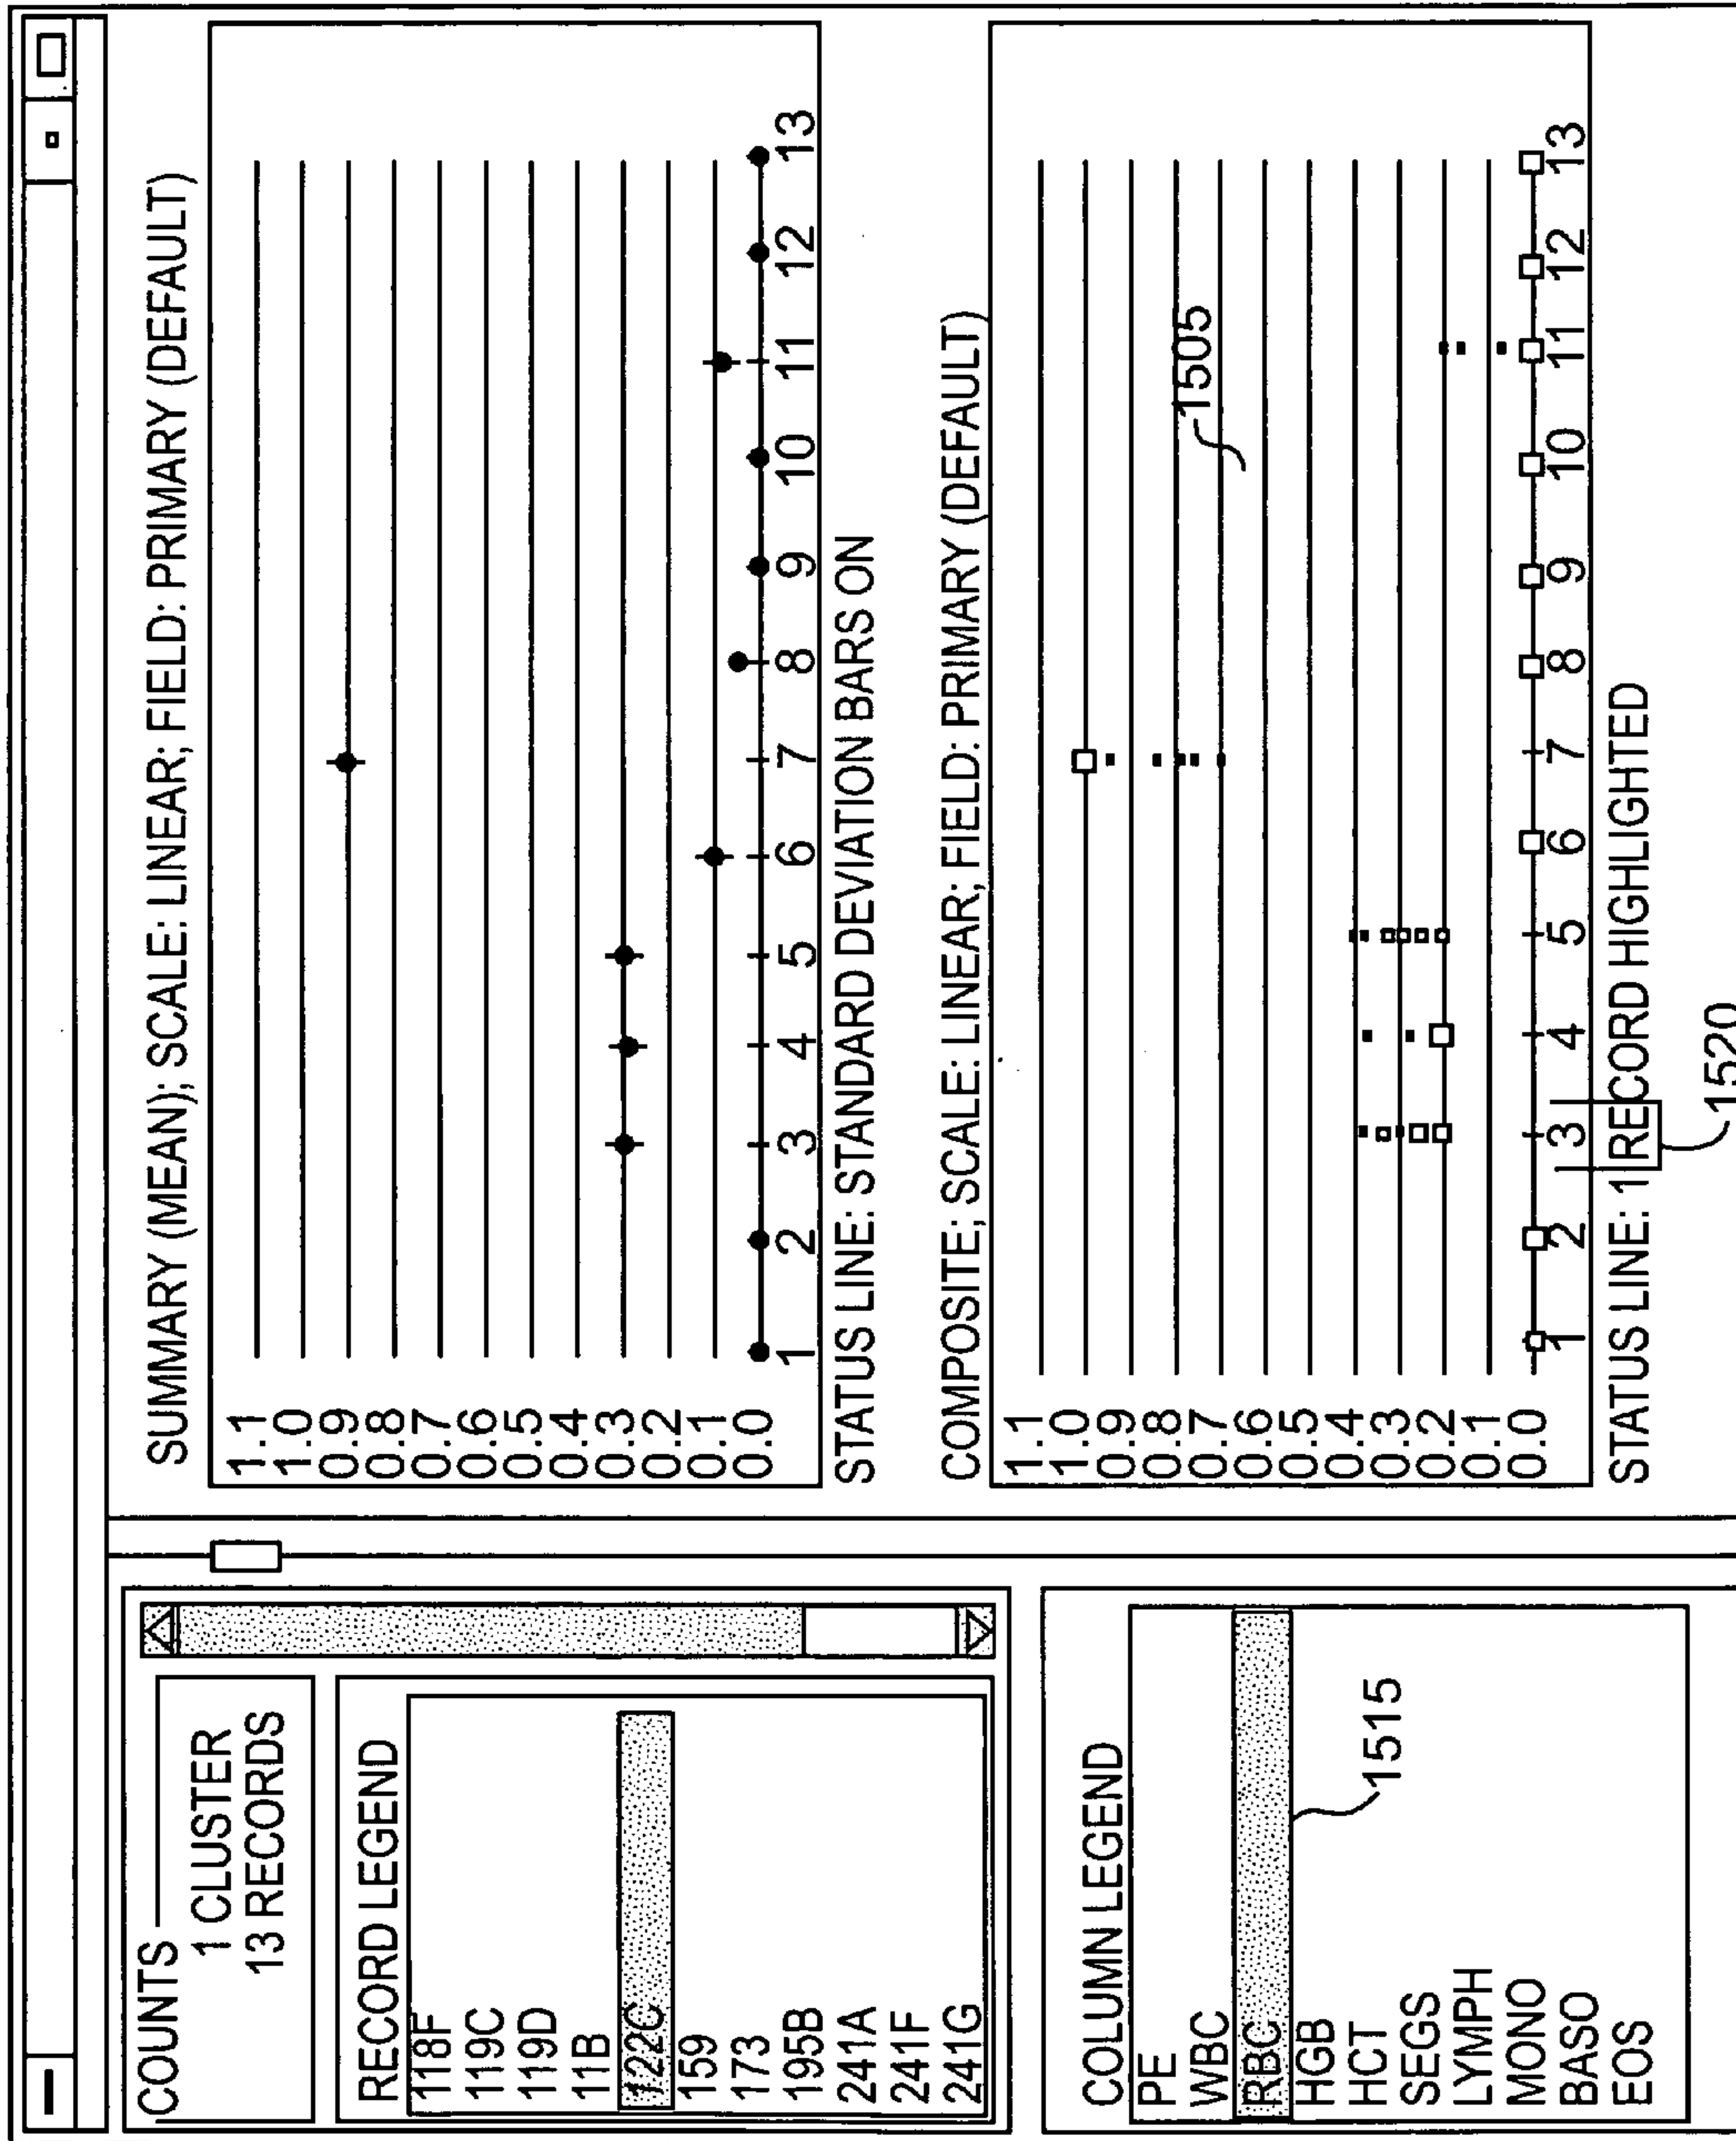 COUNTS
1 CLUSTER
13 RECORDS
RECORD LEGEND
118F
119C
119D
11B
122C
159
173
195B
241A
241F
241G
COLUMN LEGEND
PE
WBC
RBC
HGB
HCT
SEGS
LYMPH
MONO
BASO
EOS
1515
SUMMARY (MEAN); SCALE: LINEAR; FIELD: PRIMARY (DEFAULT)
1.1
1.0
0.9
0.8
0.7
0.6
0.5
0.4
0.3
0.2
0.1
0.0
1 2 3 4 5 6 7 8 9 10 11 12 13
STATUS LINE: STANDARD DEVIATION BARS ON
COMPOSITE; SCALE: LINEAR; FIELD: PRIMARY (DEFAULT)
1.1
1.0
0.9
0.8
0.7
0.6
0.5
0.4
0.3
0.2
0.1
0.0
1505
1 2 3 4 5 6 7 8 9 10 11 12 13
STATUS LINE: 1 RECORD HIGHLIGHTED
1520